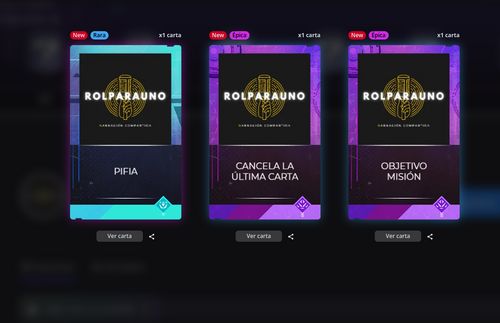 New Rara x1 carta
New Épica x1 carta
New Épica x1 carta
ROLPARAUNO
NARRACIÓN COMPARTIDA
ROLPARAUNO
NARRACIÓN COMPARTIDA
ROLPARAUNO
NARRACIÓN COMPARTIDA
PIFIA
CANCELA LA
ÚLTIMA CARTA
OBJETIVO
MISIÓN
Ver carta
Ver carta
Ver carta